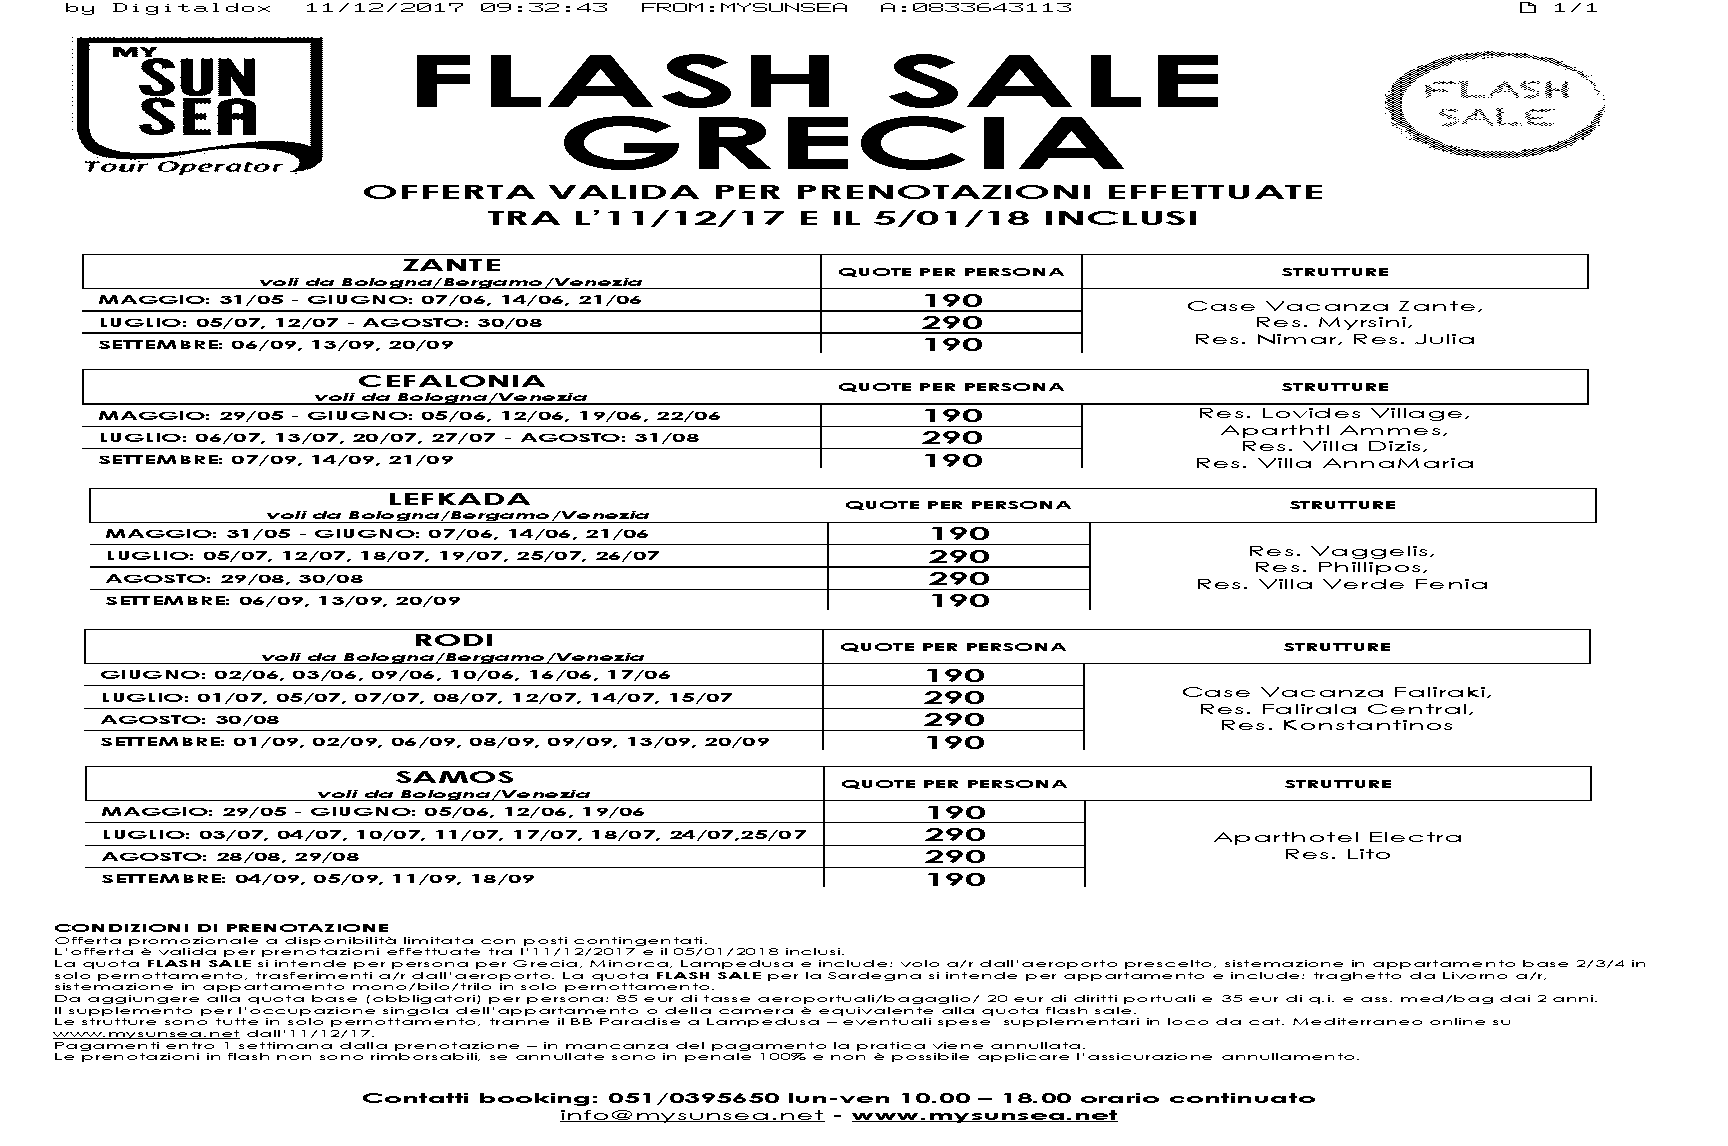 by Digitaldox 11/12/2017 09:32:43 FROM:MYSUNSEA A:0833643113 1/1
MY
SUN
SEA
Tour Operator
FLASH SALE
GRECIA
FLASH
SALE
OFFERTA VALIDA PER PRENOTAZIONI EFFETTUATE
TRA L'11/12/17 E IL 5/01/18 INCLUSI
ZANTE
voli da Bologna/Bergamo/Venezia
QUOTE PER PERSONA
STRUTTURE
MAGGIO: 31/05 - GIUGNO: 07/06, 14/06, 21/06
190
LUGLIO: 05/07, 12/07 - AGOSTO: 30/08
290
SETTEMBRE: 06/09, 13/09, 20/09
190
Case Vacanza Zante,
Res. Myrsini,
Res. Nimar, Res. Julia
CEFALONIA
voli da Bologna/Venezia
QUOTE PER PERSONA
STRUTTURE
MAGGIO: 29/05 - GIUGNO: 05/06, 12/06, 19/06, 22/06
190
LUGLIO: 06/07, 13/07, 20/07, 27/07 - AGOSTO: 31/08
290
SETTEMBRE: 07/09, 14/09, 21/09
190
Res. Lovides Village,
Aparthtl Ammes,
Res. Villa Dizis,
Res. Villa AnnaMaria
LEFKADA
voli da Bologna/Bergamo/Venezia
QUOTE PER PERSONA
STRUTTURE
MAGGIO: 31/05 - GIUGNO: 07/06, 14/06, 21/06
190
LUGLIO: 05/07, 12/07, 18/07, 19/07, 25/07, 26/07
290
AGOSTO: 29/08, 30/08
290
SETTEMBRE: 06/09, 13/09, 20/09
190
Res. Vaggelis,
Res. Phillipos,
Res. Villa Verde Fenia
RODI
voli da Bologna/Bergamo/Venezia
QUOTE PER PERSONA
STRUTTURE
GIUGNO: 02/06, 03/06, 09/06, 10/06, 16/06, 17/06
190
LUGLIO: 01/07, 05/07, 07/07, 08/07, 12/07, 14/07, 15/07
290
AGOSTO: 30/08
290
SETTEMBRE: 01/09, 02/09, 06/09, 08/09, 09/09, 13/09, 20/09
190
Case Vacanza Faliraki,
Res. Falirala Central,
Res. Konstantinos
SAMOS
voli da Bologna/Venezia
QUOTE PER PERSONA
STRUTTURE
MAGGIO: 29/05 - GIUGNO: 05/06, 12/06, 19/06
190
LUGLIO: 03/07, 04/07, 10/07, 11/07, 17/07, 18/07, 24/07,25/07
290
AGOSTO: 28/08, 29/08
290
SETTEMBRE: 04/09, 05/09, 11/09, 18/09
190
Aparthotel Electra
Res. Lito
CONDIZIONI DI PRENOTAZIONE
Offerta promozionale a disponibilità limitata con posti contingentati.
L'offerta è valida per prenotazioni effettuate tra l'11/12/2017 e il 05/01/2018 inclusi.
La quota FLASH SALE si intende per persona per Grecia, Minorca, Lampedusa e include: volo a/r dall'aeroporto prescelto, sistemazione in appartamento base 2/3/4 in
solo pernottamento, trasferimenti a/r dall'aeroporto. La quota FLASH SALE per la Sardegna si intende per appartamento e include: traghetto da Livorno a/r,
sistemazione in appartamento mono/bilo/trilo in solo pernottamento.
Da aggiungere alla quota base (obbligatori) per persona: 85 eur di tasse aeroportuali/bagaglio/ 20 eur di diritti portuali e 35 eur di q.i. e ass. med/bag dai 2 anni.
Il supplemento per l'occupazione singola dell'appartamento o della camera è equivalente alla quota flash sale.
Le strutture sono tutte in solo pernottamento, tranne il BB Paradise a Lampedusa – eventuali spese supplementari in loco da cat. Mediterraneo online su
www.mysunsea.net dall'11/12/17.
Pagamenti entro 1 settimana dalla prenotazione – in mancanza del pagamento la pratica viene annullata.
Le prenotazioni in flash non sono rimborsabili, se annullate sono in penale 100% e non è possibile applicare l'assicurazione annullamento.
Contatti booking: 051/0395650 lun-ven 10.00 – 18.00 orario continuato
info@mysunsea.net - www.mysunsea.net